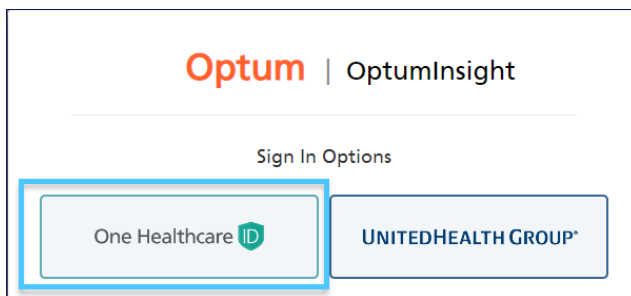 Optum | OptumInsight
Sign In Options
One Healthcare ID
UNITEDHEALTH GROUP®